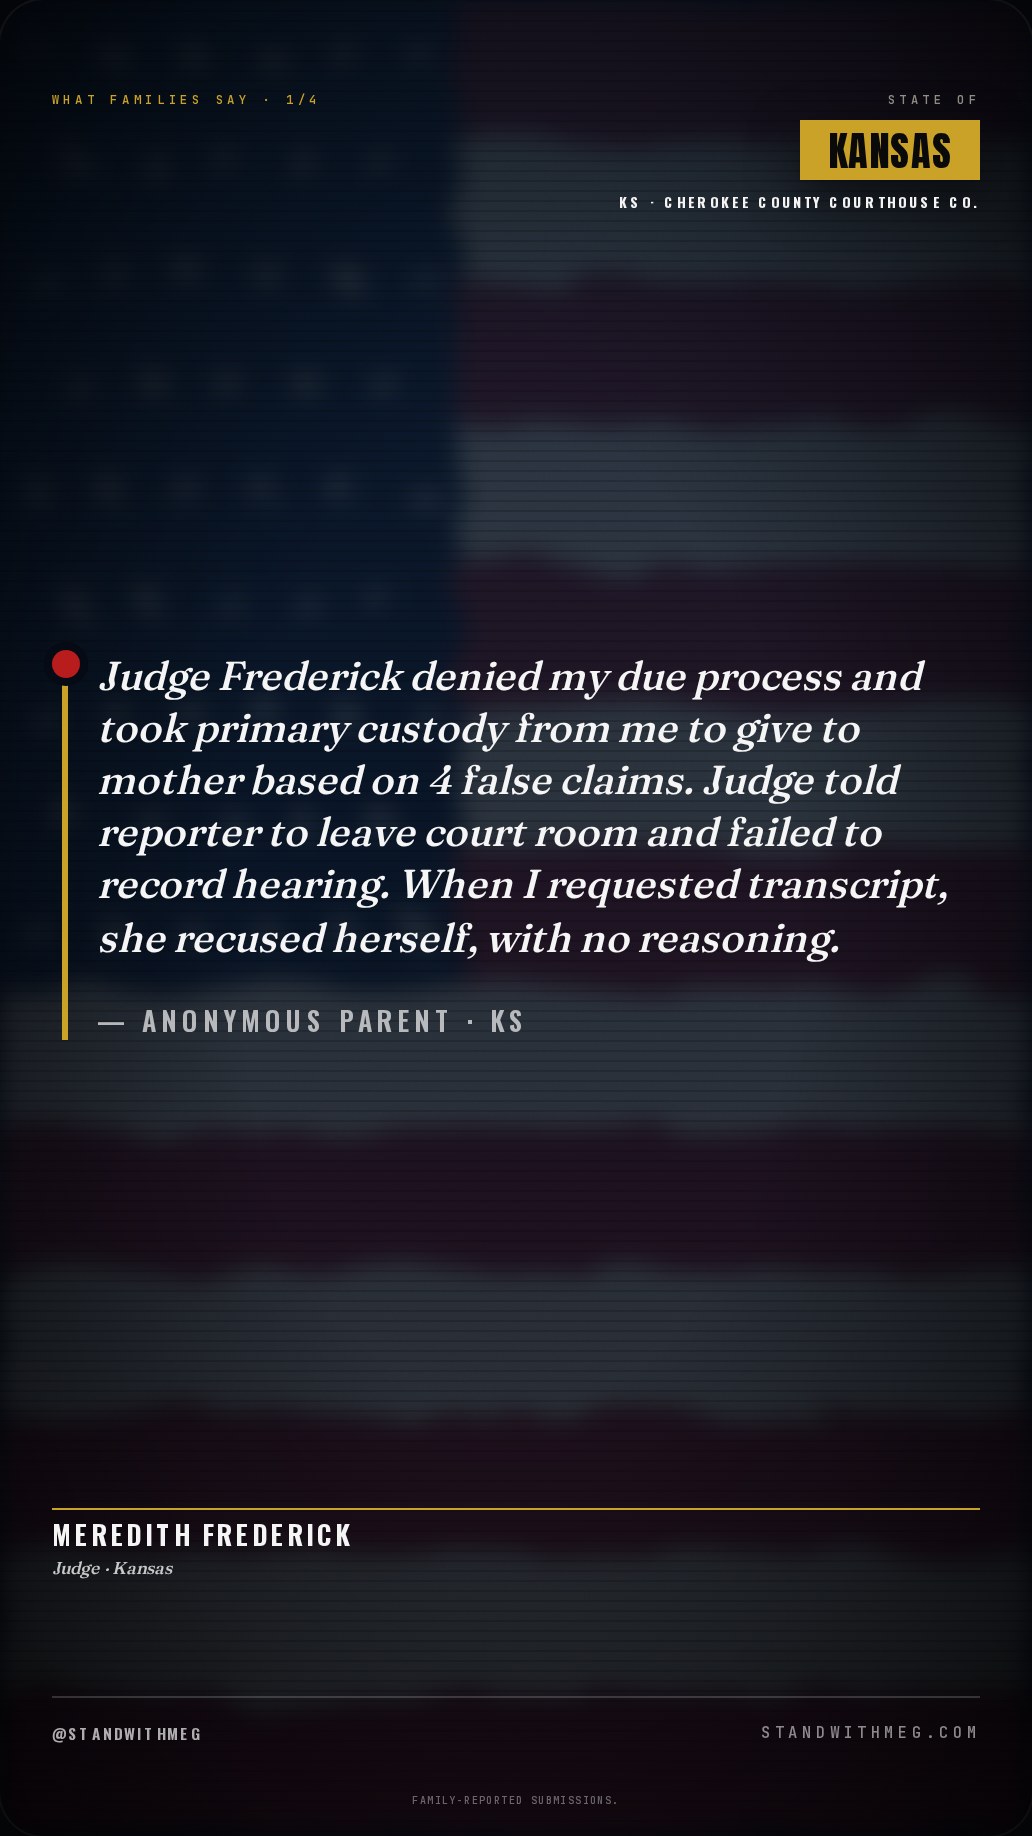 WHAT FAMILIES SAY · 1/4
STATE OF
KANSAS
KS · CHEROKEE COUNTY COURTHOUSE CO.
Judge Frederick denied my due process and
took primary custody from me to give to
mother based on 4 false claims. Judge told
reporter to leave court room and failed to
record hearing. When I requested transcript,
she recused herself, with no reasoning.
— ANONYMOUS PARENT · KS
MEREDITH FREDERICK
Judge · Kansas
@STANDWITHMEG
STANDWITHMEG.COM
FAMILY-REPORTED SUBMISSIONS.